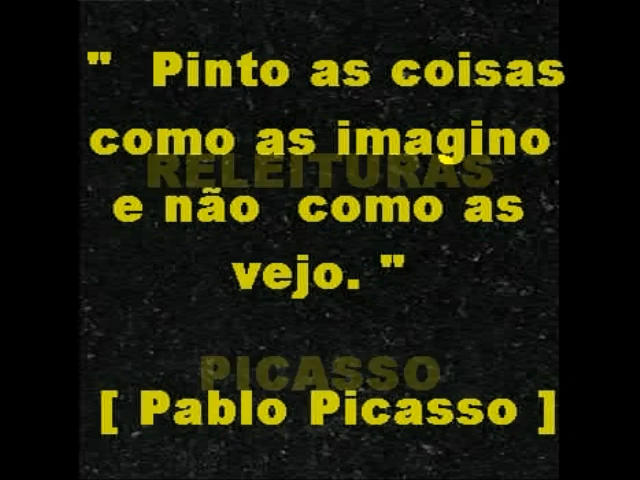 " Pinto as coisas
como as imagino
RELEITURAS
e não como as
vejo. "
PICASSO
[ Pablo Picasso ]